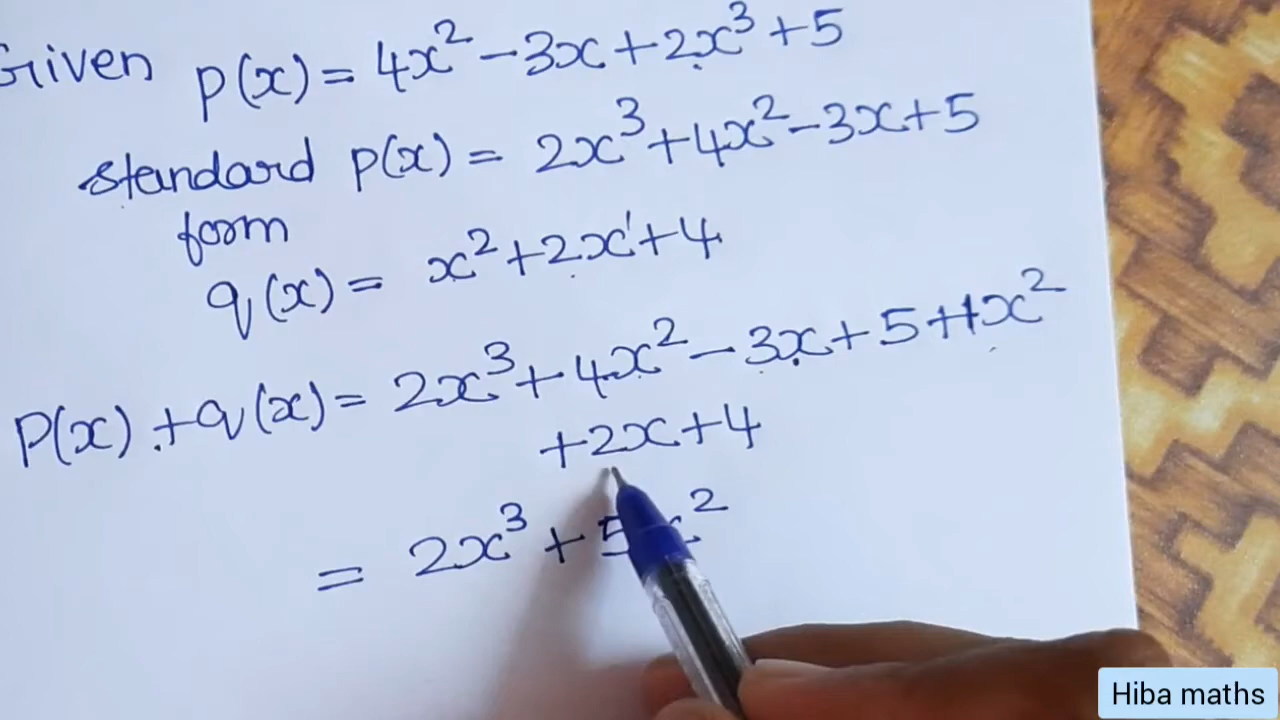 Given p(x) = 4x² - 3x + 2x³ + 5
standard p(x) = 2x³ + 4x² - 3x + 5
form
q(x) = x² + 2x¹ + 4
P(x) + q(x) = 2x³ + 4x² - 3x + 5 + 1x²
+ 2x + 4
= 2x³ + 5x²
Hiba maths